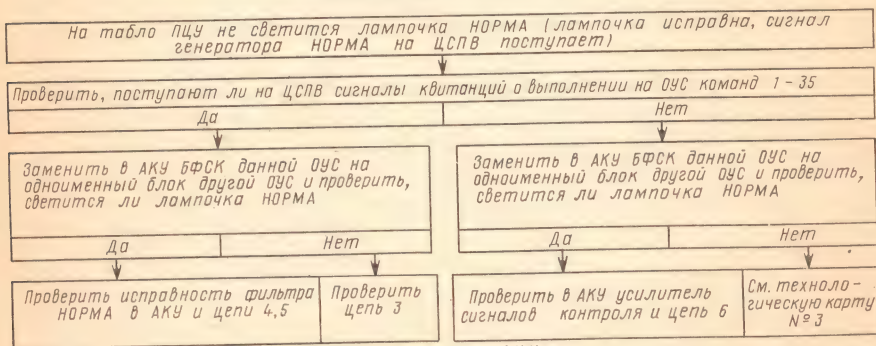 На табло ПЦУ не светится лампочка НОРМА (лампочка исправна, сигнал
генератора НОРМА на ЦСПВ поступает)
Проверить, поступают ли на ЦСПВ сигналы квитанций о выполнении на ОУС команд 1-35
Да
Нет
Заменить в АКУ БФСК данной ОУС на
одноименный блок другой ОУС и проверить,
светится ли лампочка НОРМА
Заменить в АКУ БФСК данной ОУС на
одноименный блок другой ОУС и проверить,
светится ли лампочка НОРМА
Да
Нет
Да
Нет
Проверить исправность фильтра
НОРМА в АКУ и цепи 4,5
Проверить
цепь 3
Проверить в АКУ усилитель
сигналов контроля и цепь 6
См. техноло-
гическую карту
№3